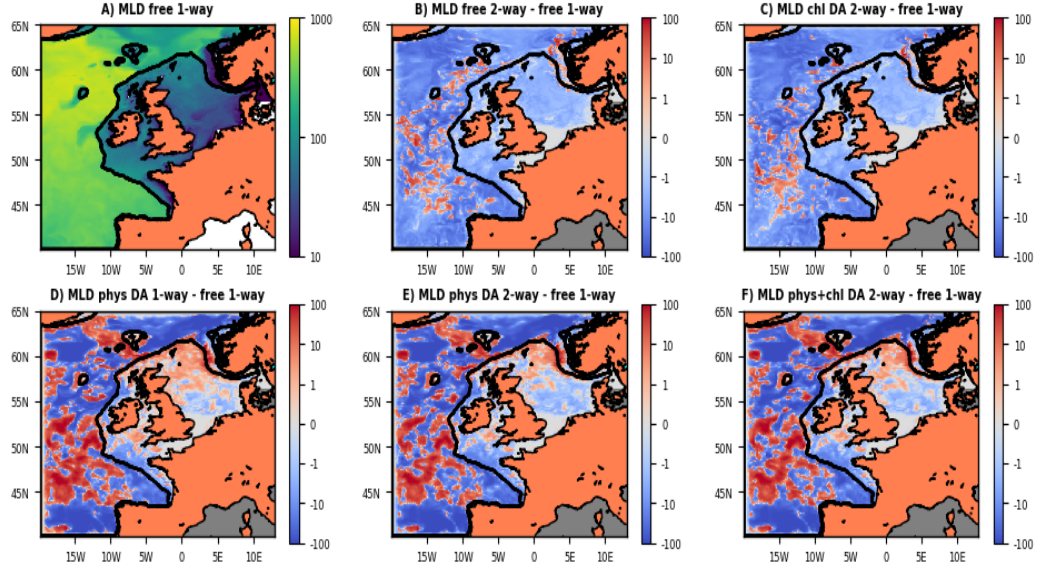 A) MLD free 1-way
B) MLD free 2-way - free 1-way
C) MLD chl DA 2-way - free 1-way
65N
60N
55N
50N
45N
15W 10W 5W 0 5E 10E
1000
100
10
65N
60N
55N
50N
45N
15W 10W 5W 0 5E 10E
100
10
1
0
-1
-10
-100
65N
60N
55N
50N
45N
15W 10W 5W 0 5E 10E
100
10
1
0
-1
-10
-100
D) MLD phys DA 1-way - free 1-way
E) MLD phys DA 2-way - free 1-way
F) MLD phys+chl DA 2-way - free 1-way
65N
60N
55N
50N
45N
15W 10W 5W 0 5E 10E
100
10
1
0
-1
-10
-100
65N
60N
55N
50N
45N
15W 10W 5W 0 5E 10E
100
10
1
0
-1
-10
-100
65N
60N
55N
50N
45N
15W 10W 5W 0 5E 10E
100
10
1
0
-1
-10
-100